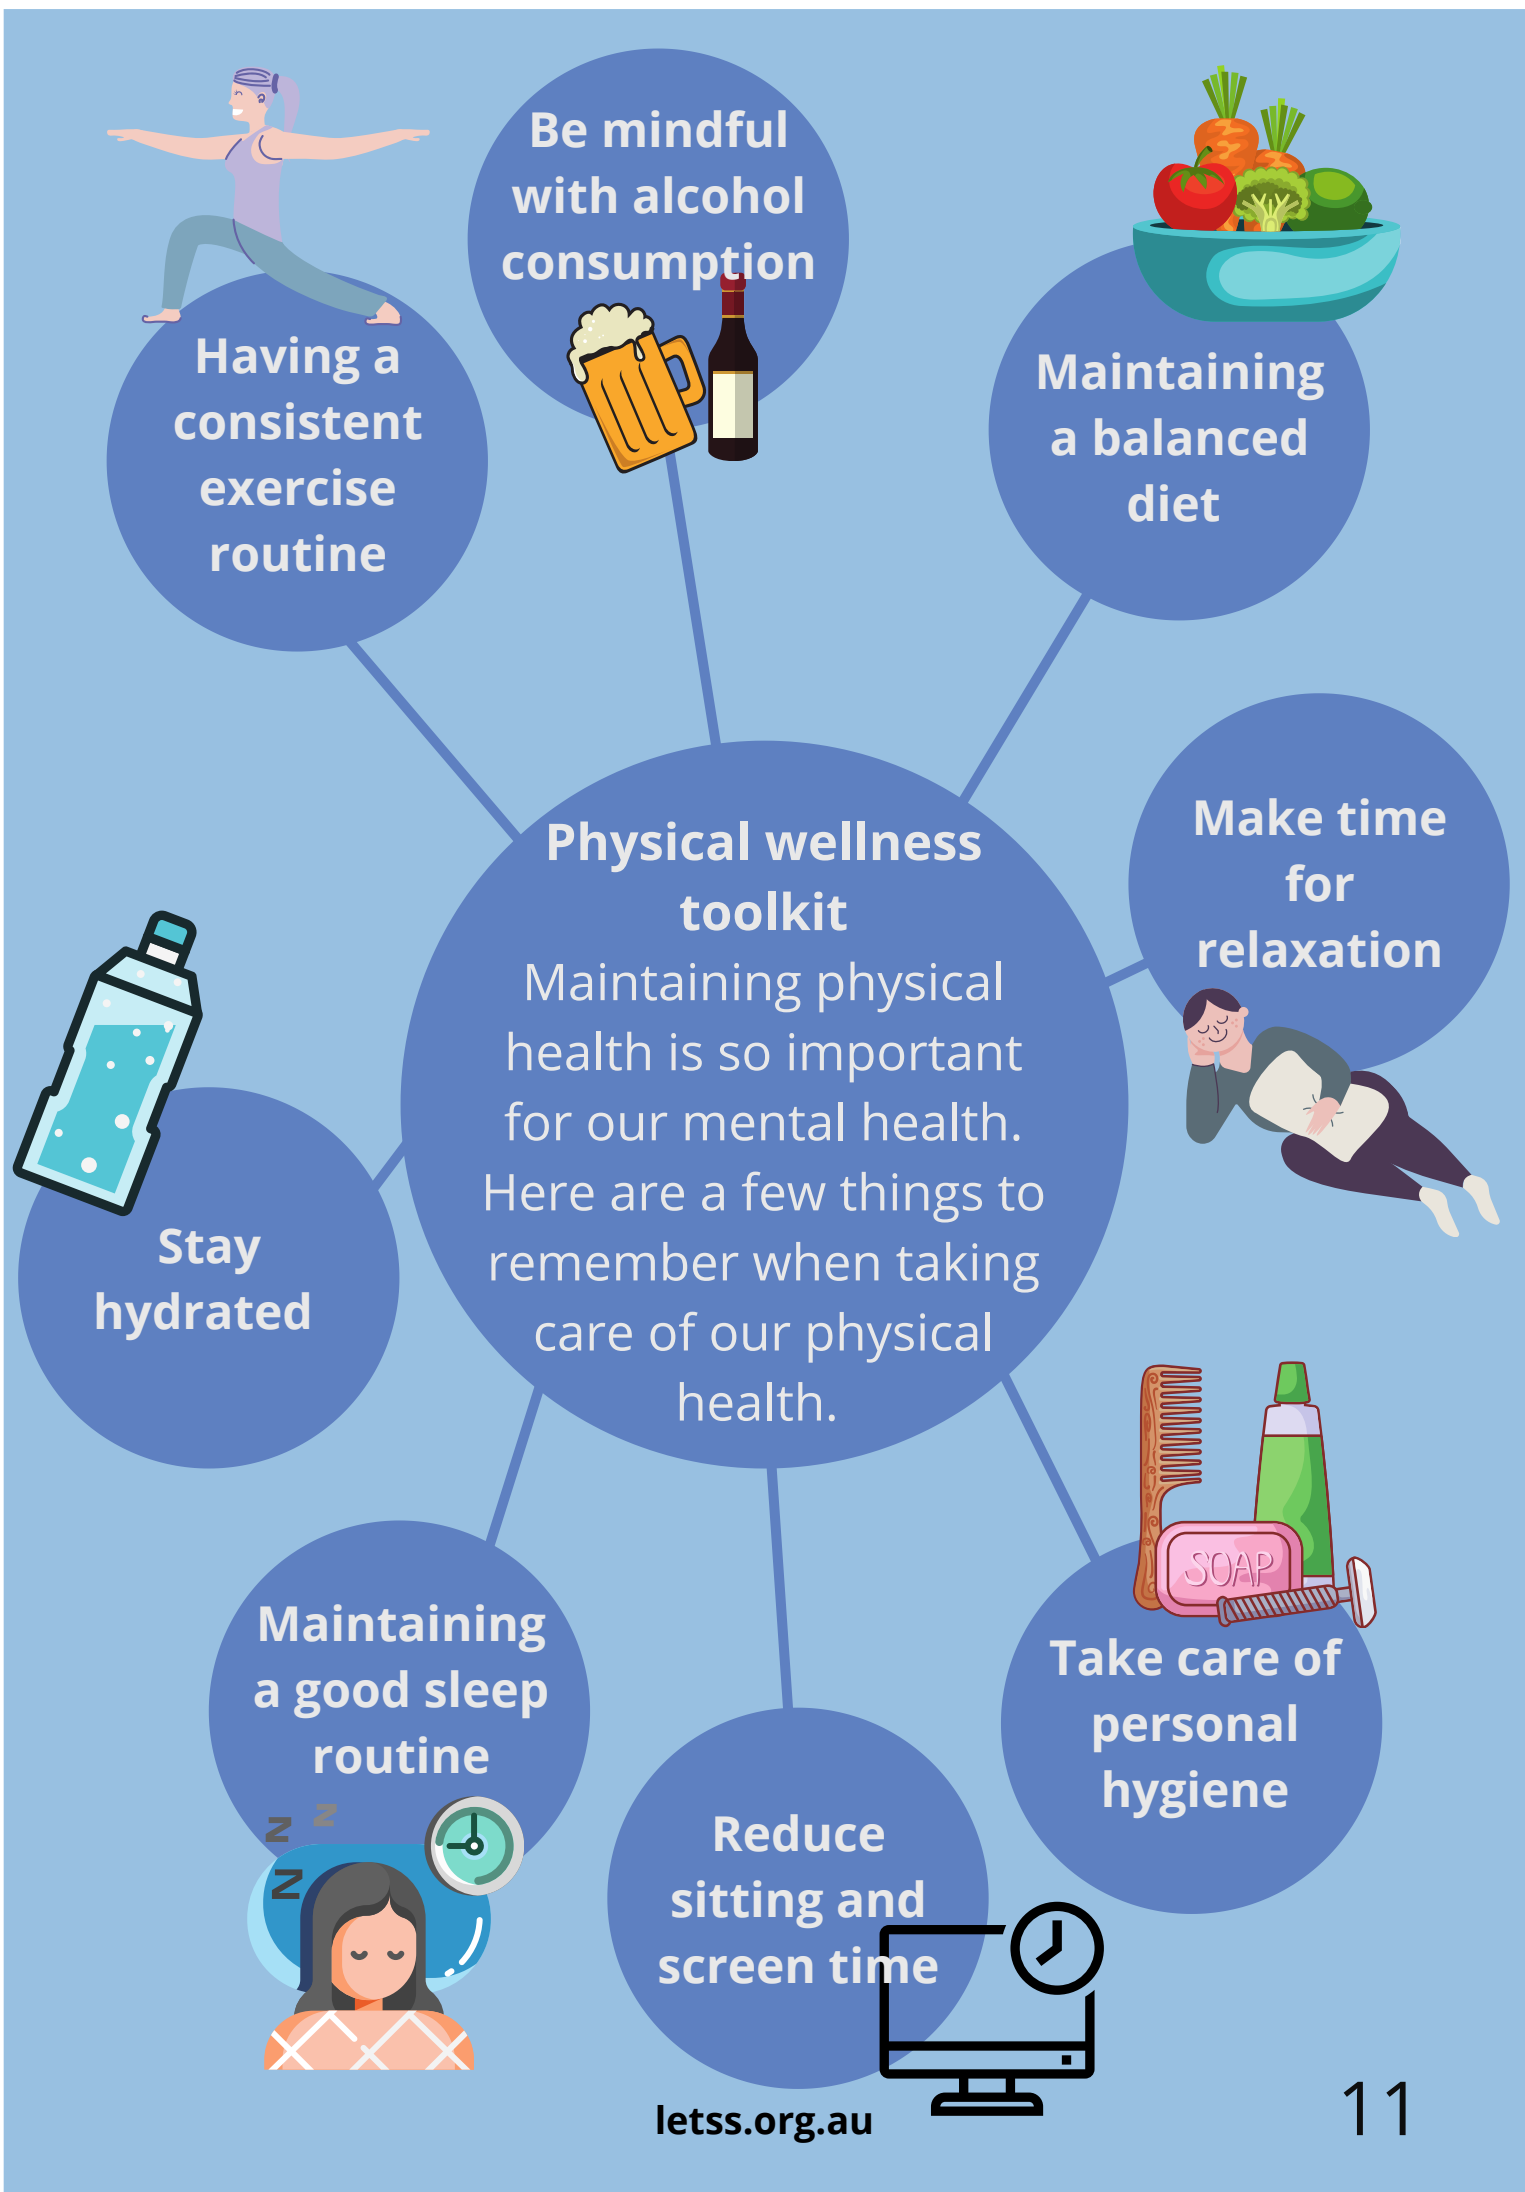 Be mindful
with alcohol
consumption
Having a
consistent
exercise
routine
Maintaining
a balanced
diet
Make time
for
relaxation
Physical wellness
toolkit
Maintaining physical
health is so important
for our mental health.
Here are a few things to
remember when taking
care of our physical
health.
Stay
hydrated
SOAP
Take care of
personal
hygiene
Maintaining
a good sleep
routine
z z
z
Reduce
sitting and
screen time
letss.org.au
11